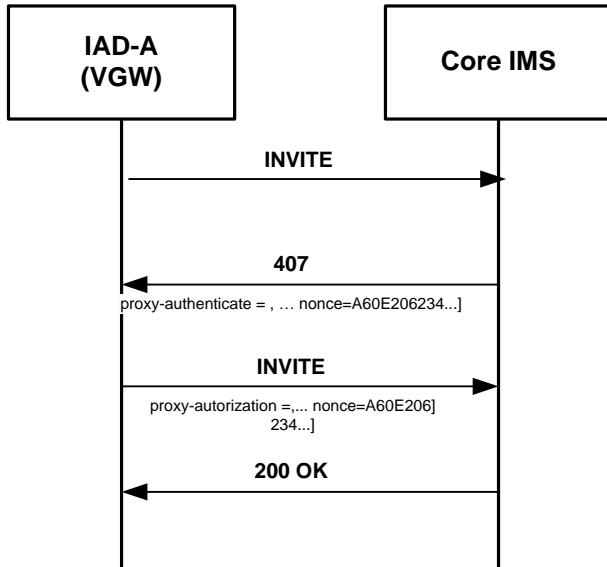 IAD-A
(VGW)
Core IMS
INVITE
407
proxy-authenticate = , … nonce=A60E206234...]
INVITE
proxy-autorization =,... nonce=A60E206]
234...]
200 OK